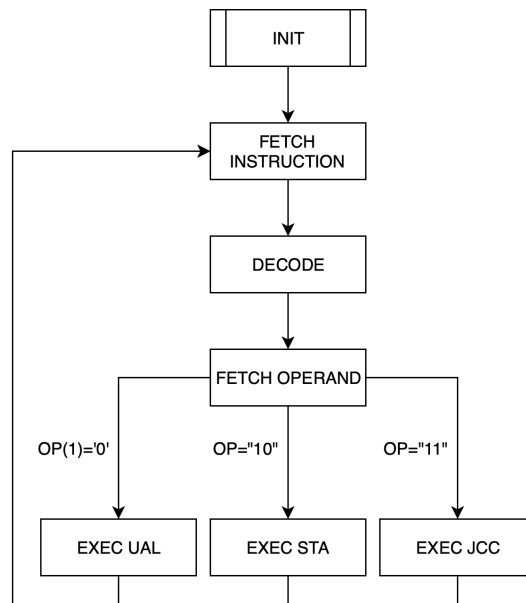 INIT
FETCH
INSTRUCTION
DECODE
FETCH OPERAND
OP(1)='0'
OP="10"
OP="11"
EXEC UAL
EXEC STA
EXEC JCC